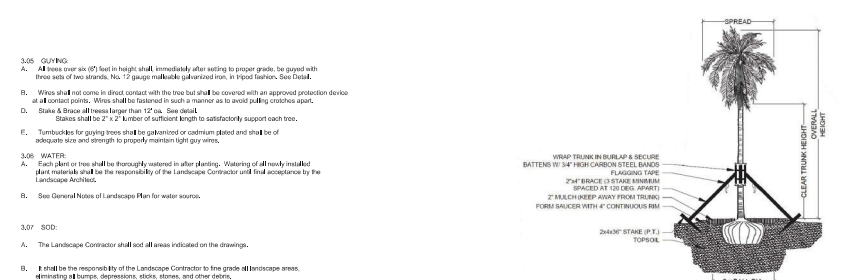 3.05 GUYING:
A. All trees over six (6') feet in height shall, immediately after setting to proper grade, be guyed with
three sets of two strands, No. 12 gauge malleable galvanized iron, in tripod fashion. See Detail.
B. Wires shall not come in direct contact with the tree but shall be covered with an approved protection device
at all contact points. Wires shall be fastened in such a manner as to avoid pulling crotches apart.
D. Stake & Brace all treess larger than 12' oa. See detail.
Stakes shall be 2" x 2" lumber of sufficient length to satisfactorily support each tree.
E. Turnbuckles for guying trees shall be galvanized or cadmium plated and shall be of
adequate size and strength to properly maintain tight guy wires.
3.06 WATER:
A. Each plant or tree shall be thoroughly watered in after planting. Watering of all newly installed
plant materials shall be the responsibility of the Landscape Contractor until final acceptance by the
Landscape Architect.
B. See General Notes of Landscape Plan for water source.
3.07 SOD:
A. The Landscape Contractor shall sod all areas indicated on the drawings.
B. It shall be the responsibility of the Landscape Contractor to fine grade all landscape areas,
eliminating all bumps, depressions, sticks, stones, and other debris.
SPREAD
CLEAR TRUNK HEIGHT
OVERALL
HEIGHT
WRAP TRUNK IN BURLAP & SECURE
BATTENS W/ 3/4" HIGH CARBON STEEL BANDS
FLAGGING TAPE
2"x4" BRACE (3 STAKE MINIMUM
SPACED AT 120 DEG. APART)
2" MULCH (KEEP AWAY FROM TRUNK)
FORM SAUCER WITH 4" CONTINUOUS RIM
2x4x36" STAKE (P.T.)
TOPSOIL